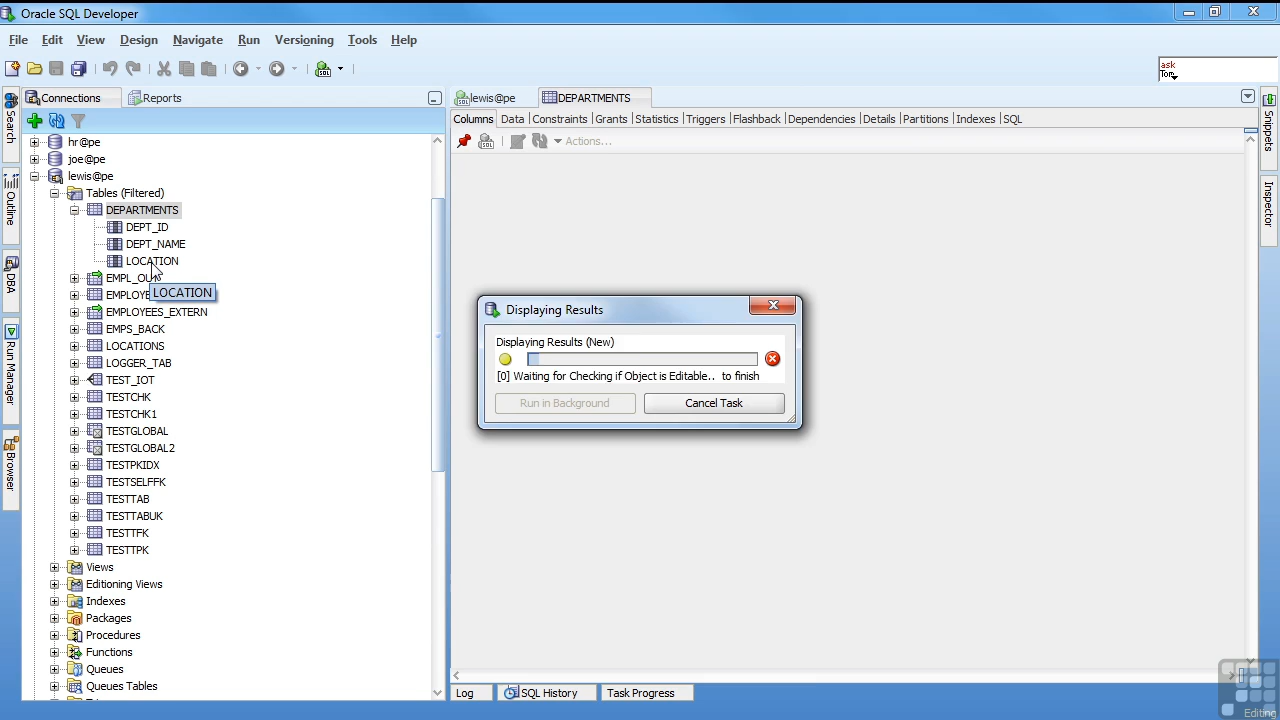 Oracle SQL Developer
File Edit View Design Navigate Run Versioning Tools Help
ask
Tom
Connections
Reports
lewis@pe
DEPARTMENTS
Columns Data Constraints Grants Statistics Triggers Flashback Dependencies Details Partitions Indexes SQL
Actions...
Search
Outline
DBA
Run Manager
Browser
hr@pe
joe@pe
lewis@pe
Tables (Filtered)
DEPARTMENTS
DEPT_ID
DEPT_NAME
LOCATION
EMPL_OU
EMPLOYE
LOCATION
EMPLOYEES_EXTERN
EMPS_BACK
LOCATIONS
LOGGER_TAB
TEST_IOT
TESTCHK
TESTCHK1
TESTGLOBAL
TESTGLOBAL2
TESTPKIDX
TESTSELFFK
TESTTAB
TESTTABUK
TESTTFK
TESTTPK
Views
Editioning Views
Indexes
Packages
Procedures
Functions
Queues
Queues Tables
Displaying Results
Displaying Results (New)
[0] Waiting for Checking if Object is Editable.. to finish
Run in Background
Cancel Task
Log
SQL History
Task Progress
Snippets
Inspector
Editing